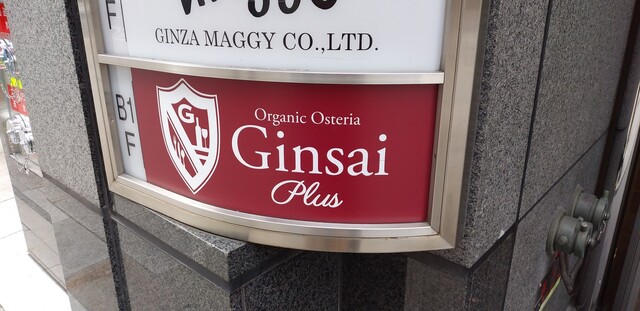 F
GINZA MAGGY CO.,LTD.
B1
F
G
Organic Osteria
Ginsai
Plus